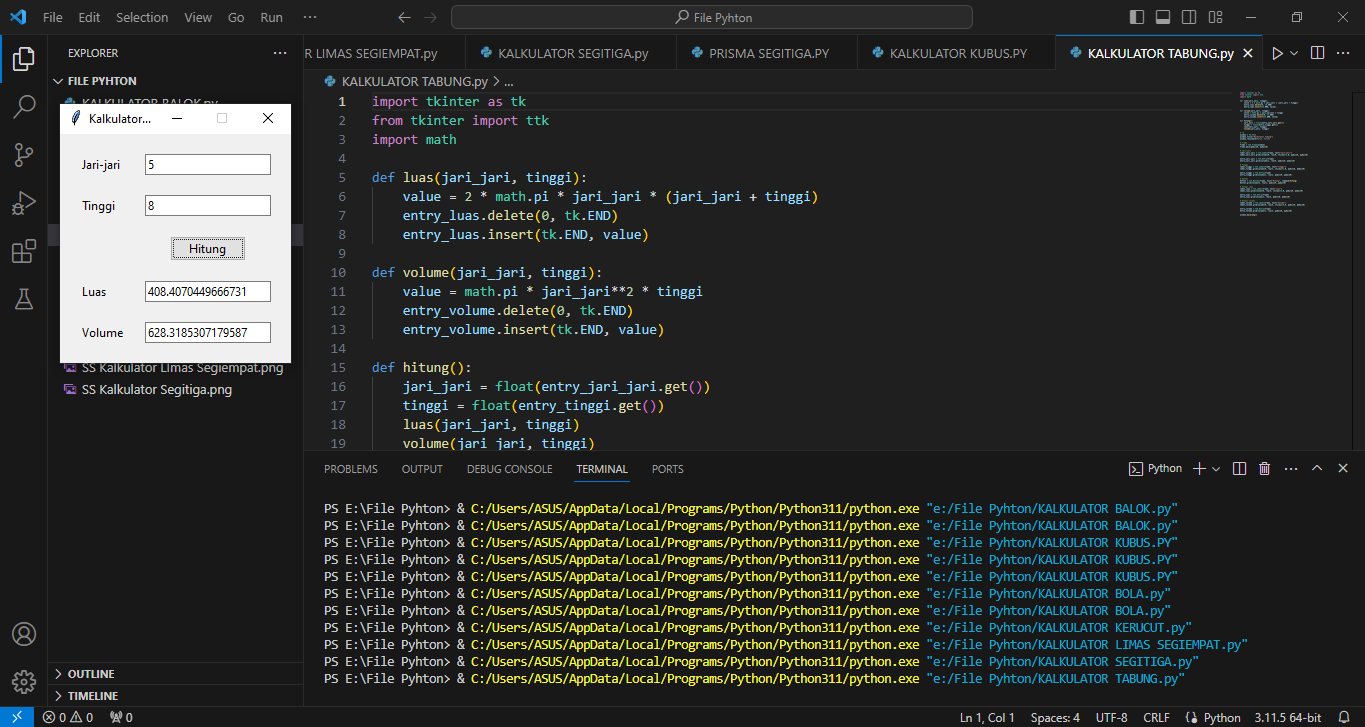 File Edit Selection View Go Run ··· File Pyhton
EXPLORER
FILE PYHTON
KALKULATOR BALOK.py
Kalkulator...
Jari-jari 5
Tinggi 8
Hitung
Luas 408.4070449666731
Volume 628.3185307179587
SS Kalkulator LImas Segiempat.png
SS Kalkulator Segitiga.png
OUTLINE
TIMELINE
R LIMAS SEGIEMPAT.py KALKULATOR SEGITIGA.py PRISMA SEGITIGA.PY KALKULATOR KUBUS.PY KALKULATOR TABUNG.py
KALKULATOR TABUNG.py > ...
1 import tkinter as tk
2 from tkinter import ttk
3 import math
4
5 def luas(jari_jari, tinggi):
6 value = 2 * math.pi * jari_jari * (jari_jari + tinggi)
7 entry_luas.delete(0, tk.END)
8 entry_luas.insert(tk.END, value)
9
10 def volume(jari_jari, tinggi):
11 value = math.pi * jari_jari**2 * tinggi
12 entry_volume.delete(0, tk.END)
13 entry_volume.insert(tk.END, value)
14
15 def hitung():
16 jari_jari = float(entry_jari_jari.get())
17 tinggi = float(entry_tinggi.get())
18 luas(jari_jari, tinggi)
19 volume(jari_jari, tinggi)
PROBLEMS OUTPUT DEBUG CONSOLE TERMINAL PORTS Python
PS E:\File Pyhton> & C:/Users/ASUS/AppData/Local/Programs/Python/Python311/python.exe "e:/File Pyhton/KALKULATOR BALOK.py"
PS E:\File Pyhton> & C:/Users/ASUS/AppData/Local/Programs/Python/Python311/python.exe "e:/File Pyhton/KALKULATOR BALOK.py"
PS E:\File Pyhton> & C:/Users/ASUS/AppData/Local/Programs/Python/Python311/python.exe "e:/File Pyhton/KALKULATOR KUBUS.PY"
PS E:\File Pyhton> & C:/Users/ASUS/AppData/Local/Programs/Python/Python311/python.exe "e:/File Pyhton/KALKULATOR KUBUS.PY"
PS E:\File Pyhton> & C:/Users/ASUS/AppData/Local/Programs/Python/Python311/python.exe "e:/File Pyhton/KALKULATOR KUBUS.PY"
PS E:\File Pyhton> & C:/Users/ASUS/AppData/Local/Programs/Python/Python311/python.exe "e:/File Pyhton/KALKULATOR BOLA.py"
PS E:\File Pyhton> & C:/Users/ASUS/AppData/Local/Programs/Python/Python311/python.exe "e:/File Pyhton/KALKULATOR BOLA.py"
PS E:\File Pyhton> & C:/Users/ASUS/AppData/Local/Programs/Python/Python311/python.exe "e:/File Pyhton/KALKULATOR KERUCUT.py"
PS E:\File Pyhton> & C:/Users/ASUS/AppData/Local/Programs/Python/Python311/python.exe "e:/File Pyhton/KALKULATOR LIMAS SEGIEMPAT.py"
PS E:\File Pyhton> & C:/Users/ASUS/AppData/Local/Programs/Python/Python311/python.exe "e:/File Pyhton/KALKULATOR SEGITIGA.py"
PS E:\File Pyhton> & C:/Users/ASUS/AppData/Local/Programs/Python/Python311/python.exe "e:/File Pyhton/KALKULATOR TABUNG.py"
0 0 0 Ln 1, Col 1 Spaces: 4 UTF-8 CRLF Python 3.11.5 64-bit